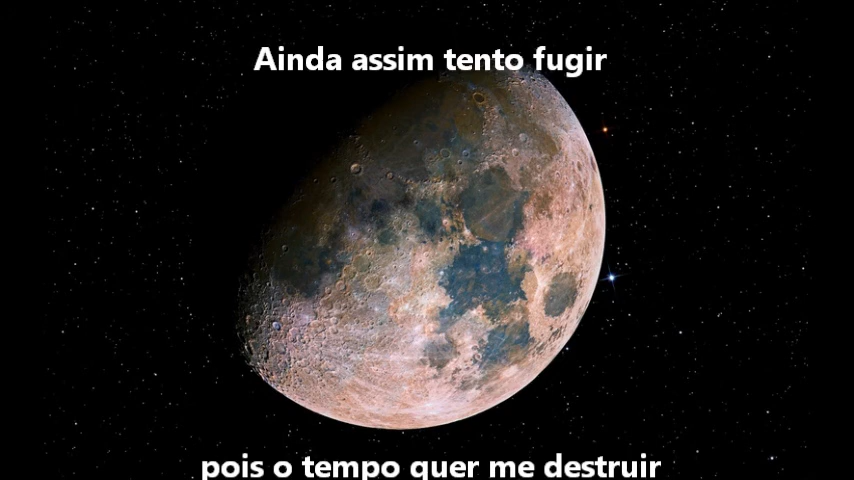 Ainda assim tento fugir
pois o tempo quer me destruir